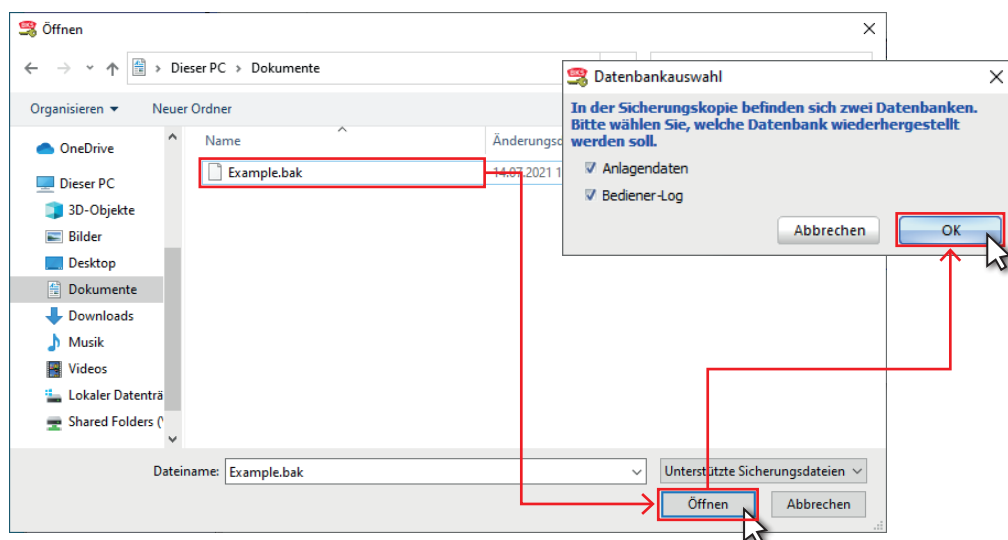 BKS Öffnen
Dieser PC > Dokumente
Organisieren
Neuer Ordner
Name
OneDrive
Dieser PC
3D-Objekte
Bilder
Desktop
Dokumente
Downloads
Musik
Videos
Lokaler Datenträ
Shared Folders ('
Example.bak
14.07.2021 1
Dateiname: Example.bak
Unterstützte Sicherungsdateien
Öffnen
Abbrechen
BKS Datenbankauswahl
In der Sicherungskopie befinden sich zwei Datenbanken.
Bitte wählen Sie, welche Datenbank wiederhergestellt
werden soll.
Anlagendaten
Bediener-Log
Abbrechen
OK